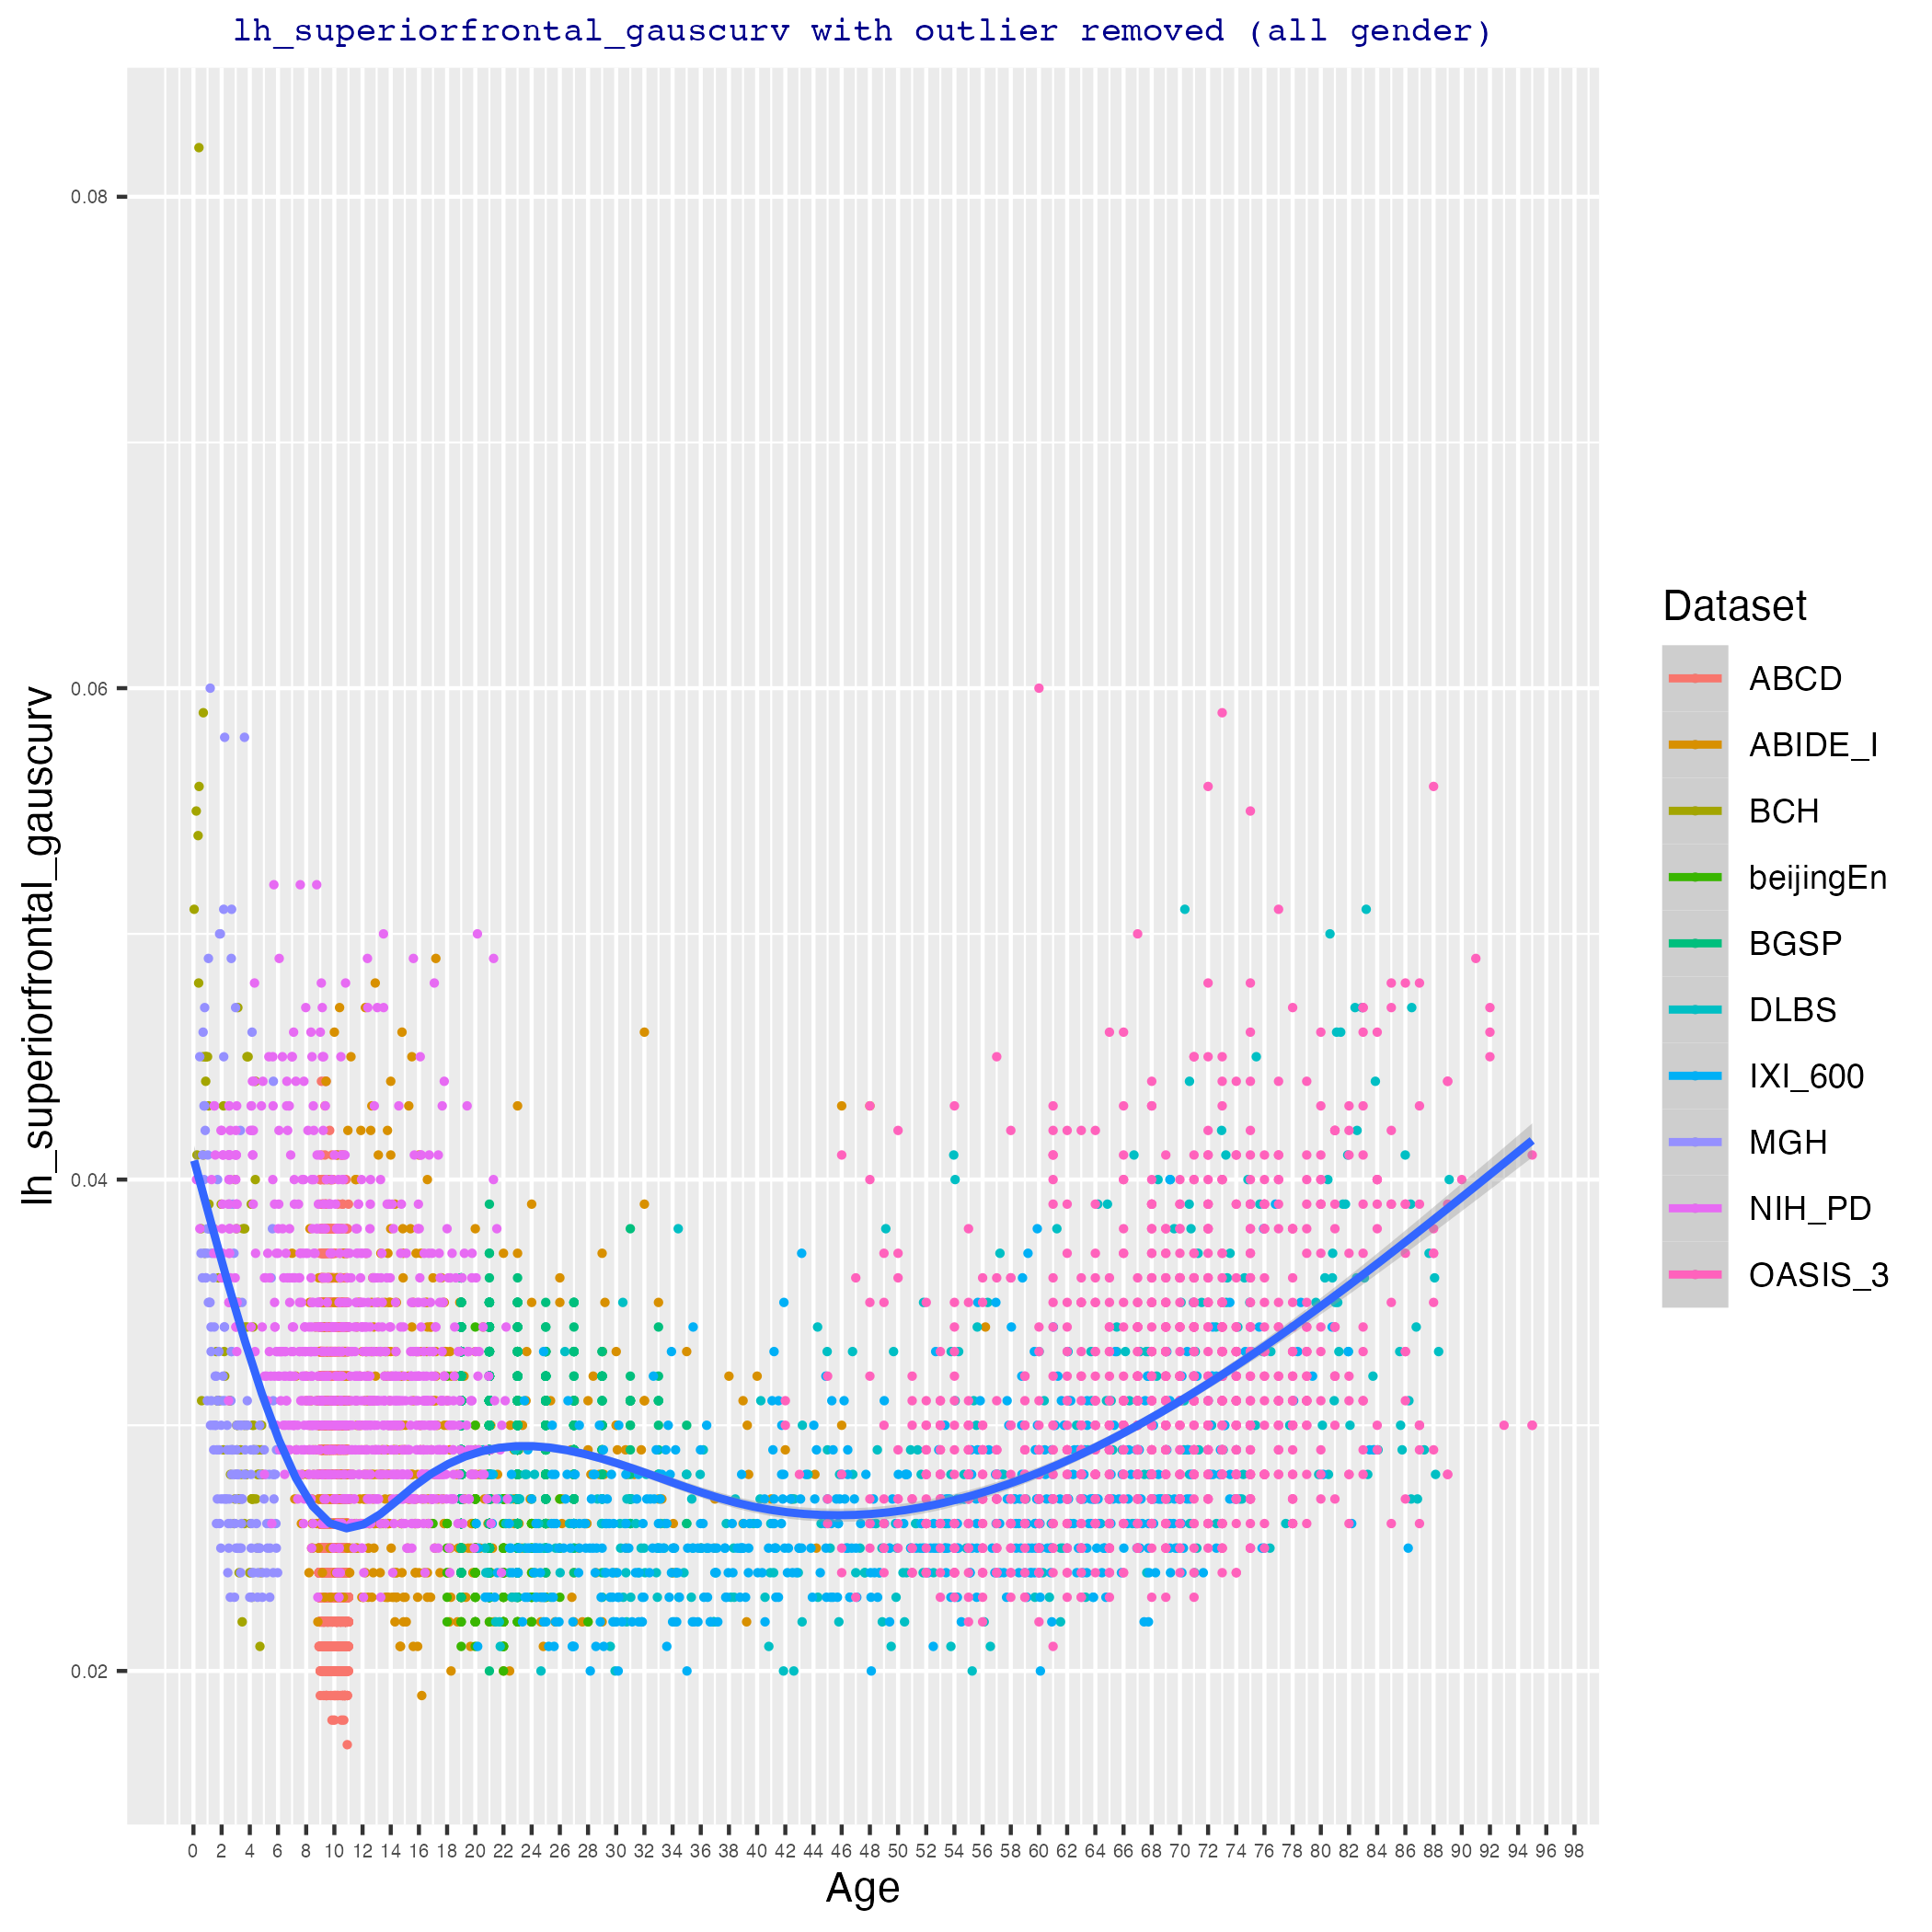 lh_superiorfrontal_gauscurv with outlier removed (all gender)
0.08
0.06
0.04
0.02
lh_superiorfrontal_gauscurv
0 2 4 6 8 10 12 14 16 18 20 22 24 26 28 30 32 34 36 38 40 42 44 46 48 50 52 54 56 58 60 62 64 66 68 70 72 74 76 78 80 82 84 86 88 90 92 94 96 98
Age
Dataset
ABCD
ABIDE_I
BCH
beijingEn
BGSP
DLBS
IXI_600
MGH
NIH_PD
OASIS_3